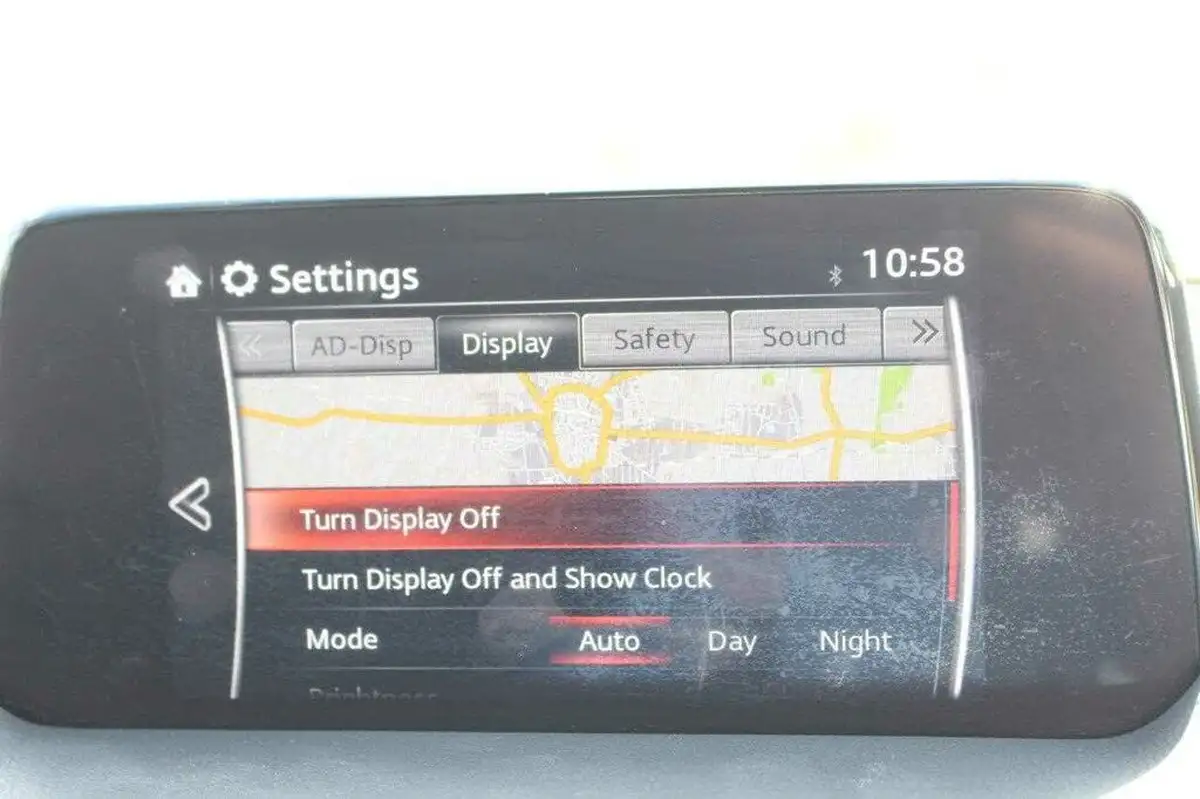 Settings 10:58
AD-Disp Display Safety Sound
Turn Display Off
Turn Display Off and Show Clock
Mode Auto Day Night
Brightness